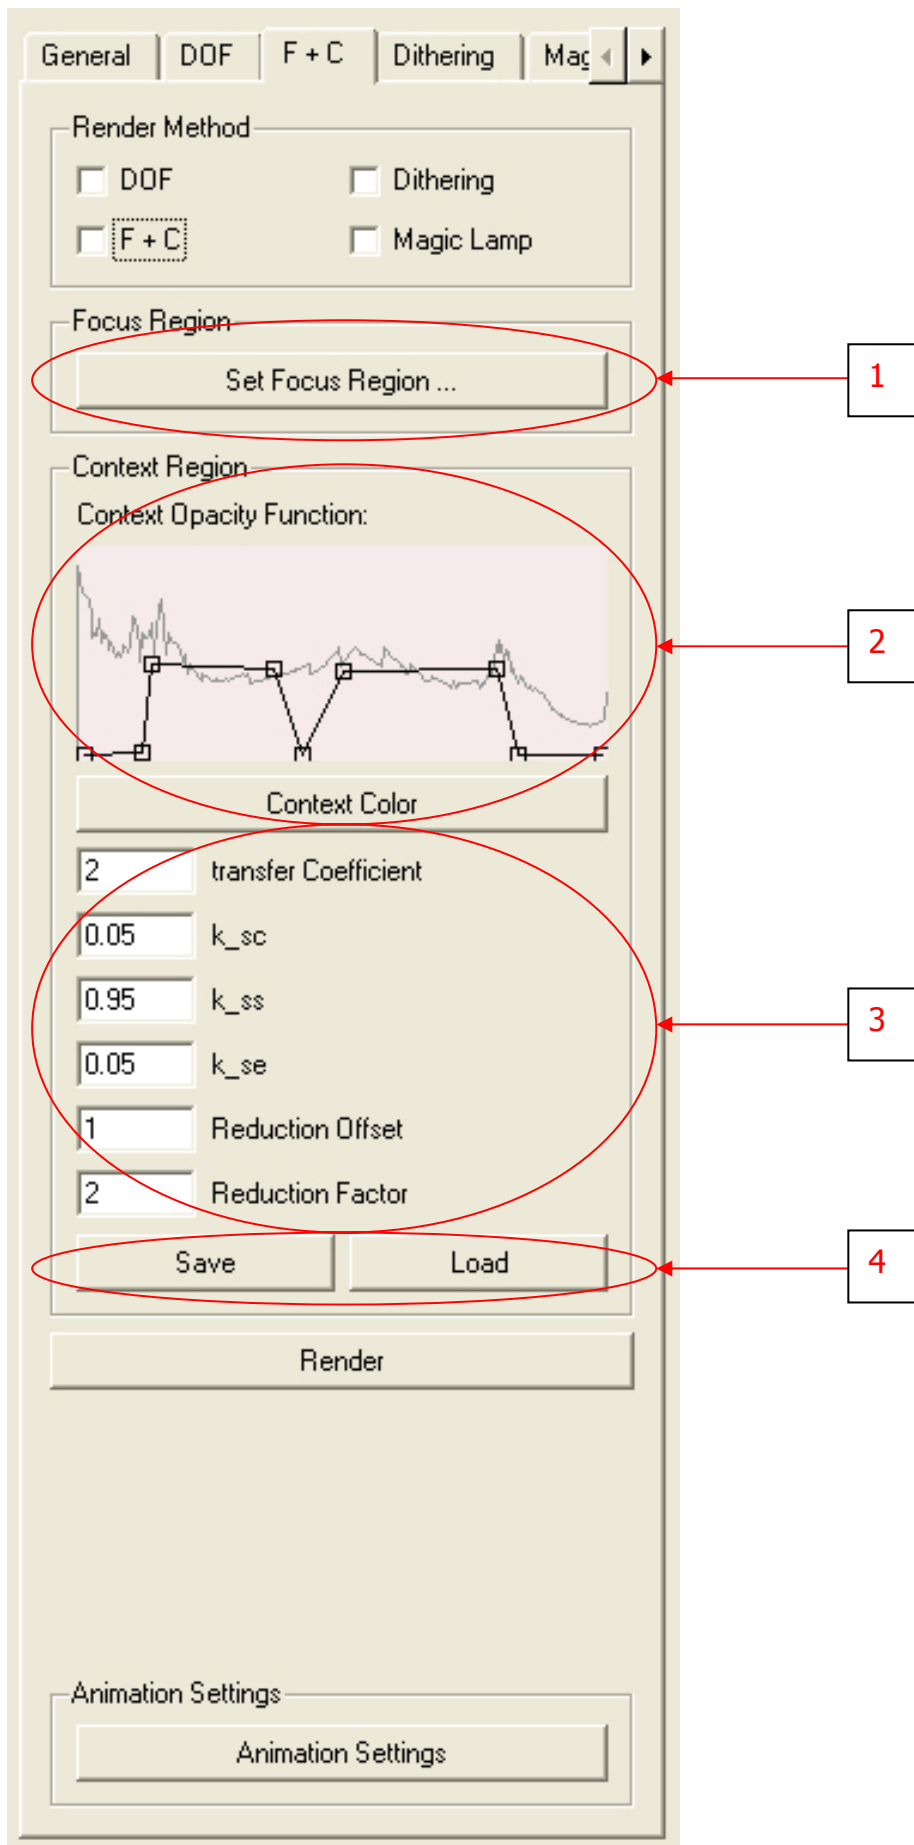 General DOF F + C Dithering Mag
Render Method
DOF Dithering
F + C Magic Lamp
Focus Region
Set Focus Region ...
1
Context Region
Context Opacity Function:
2
Context Color
2 transfer Coefficient
0.05 k_sc
0.95 k_ss
3
0.05 k_se
1 Reduction Offset
2 Reduction Factor
Save Load
4
Render
Animation Settings
Animation Settings